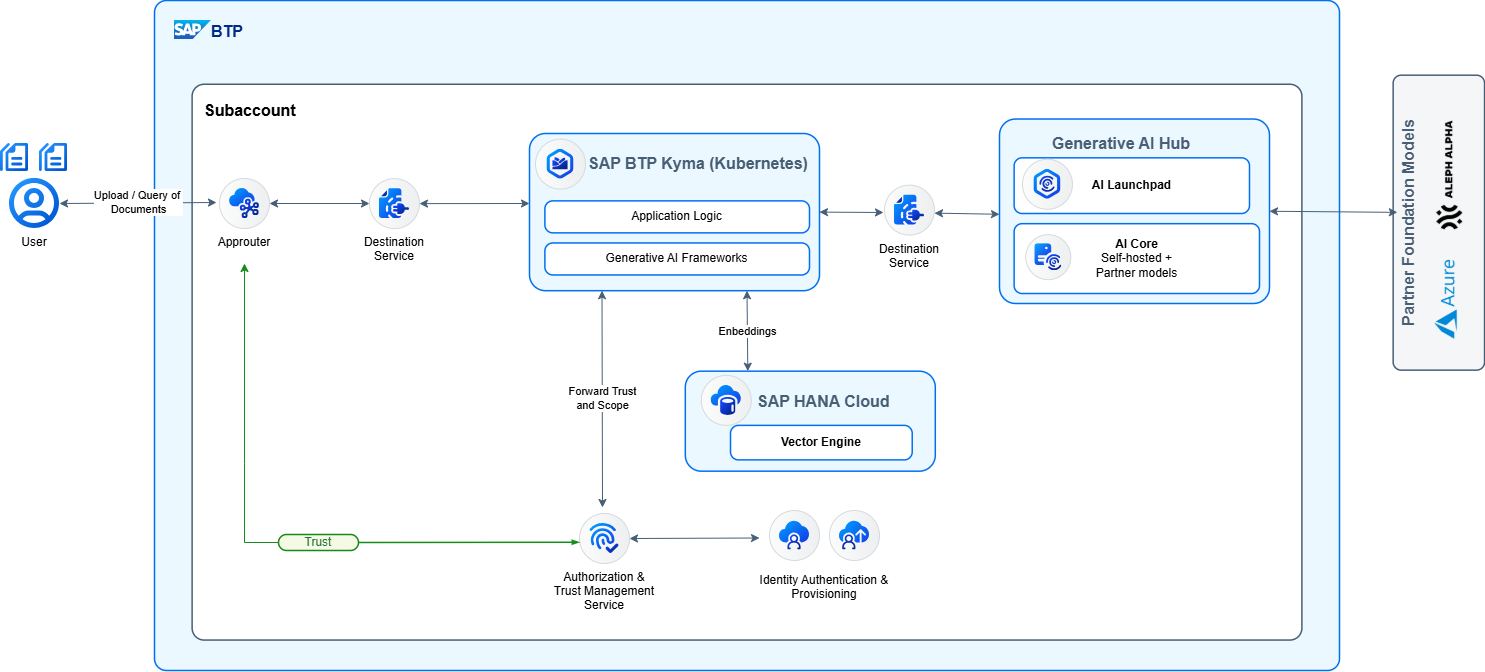 SAP BTP
Subaccount
Upload / Query of
Documents
User
Approuter
Destination
Service
SAP BTP Kyma (Kubernetes)
Application Logic
Generative AI Frameworks
Destination
Service
Generative AI Hub
AI Launchpad
AI Core
Self-hosted +
Partner models
Partner Foundation Models
ALEPH ALPHA
Azure
Embeddings
Forward Trust
and Scope
SAP HANA Cloud
Vector Engine
Trust
Authorization &
Trust Management
Service
Identity Authentication &
Provisioning